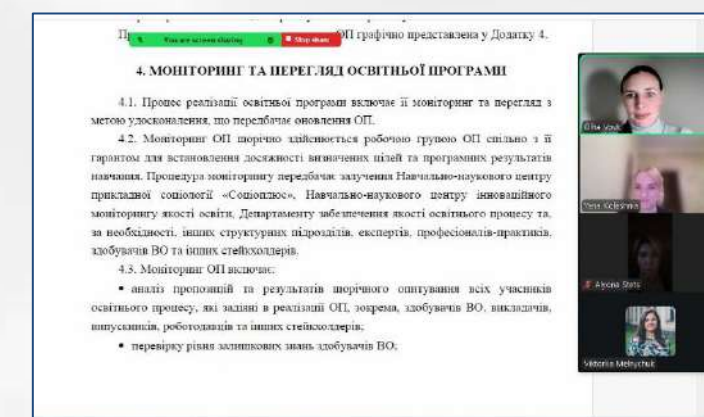 ОП графічно представлена у Додатку 4.
You are screen sharing
Stop share
4. МОНІТОРИНГ ТА ПЕРЕГЛЯД ОСВІТНЬОЇ ПРОГРАМИ
4.1. Процес реалізації освітньої програми включає її моніторинг та перегляд з
метою удосконалення, що передбачає оновлення ОП.
4.2. Моніторинг ОП щорічно здійснюється робочою групою ОП спільно з її
гарантом для встановлення досяжності визначених цілей та програмних результатів
навчання. Процедура моніторингу передбачає залучення Навчально-наукового центру
прикладної соціології «Соціоплюс», Навчально-наукового центру інноваційного
моніторингу якості освіти, Департаменту забезпечення якості освітнього процесу та,
за необхідності, інших структурних підрозділів, експертів, професіоналів-практиків,
здобувачів ВО та інших стейкхолдерів.
4.3. Моніторинг ОП включає:
• аналіз пропозицій та результатів щорічного опитування всіх учасників
освітнього процесу, які задіяні в реалізації ОП, зокрема, здобувачів ВО, викладачів,
випускників, роботодавців та інших стейкхолдерів;
• перевірку рівня залишкових знань здобувачів ВО;
Olha Vovk
Yana
Alyona Stets
Viktoriia Melnychuk